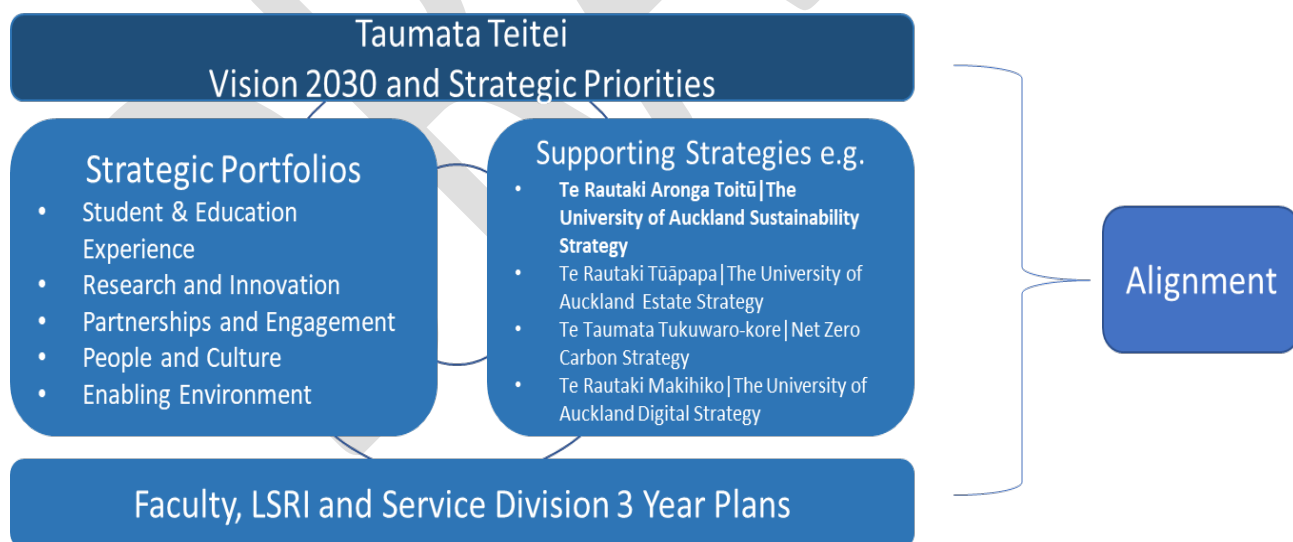 Taumata Teitei
Vision 2030 and Strategic Priorities
Strategic Portfolios
• Student & Education
Experience
• Research and Innovation
• Partnerships and Engagement
• People and Culture
• Enabling Environment
Supporting Strategies e.g.
• Te Rautaki Aronga Toitū|The
University of Auckland Sustainability
Strategy
• Te Rautaki Tūāpapa|The University of
Auckland Estate Strategy
• Te Taumata Tukuwaro-kore|Net Zero
Carbon Strategy
• Te Rautaki Makihiko|The University of
Auckland Digital Strategy
Faculty, LSRI and Service Division 3 Year Plans
Alignment